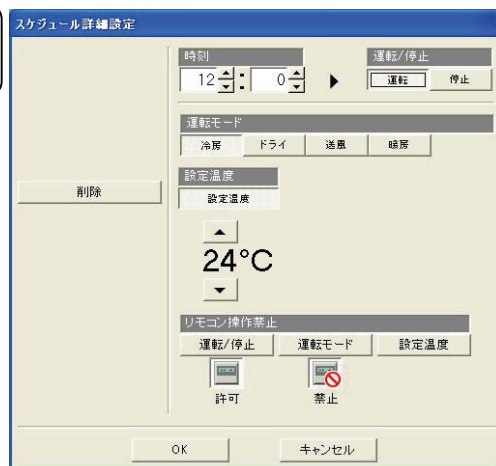 スケジュール詳細設定
時刻 運転/停止
12 : 0 運転 停止
運転モード
冷房 ドライ 送風 暖房
削除
設定温度
設定温度
24°C
リモコン操作禁止
運転/停止 運転モード 設定温度
許可 禁止
OK キャンセル